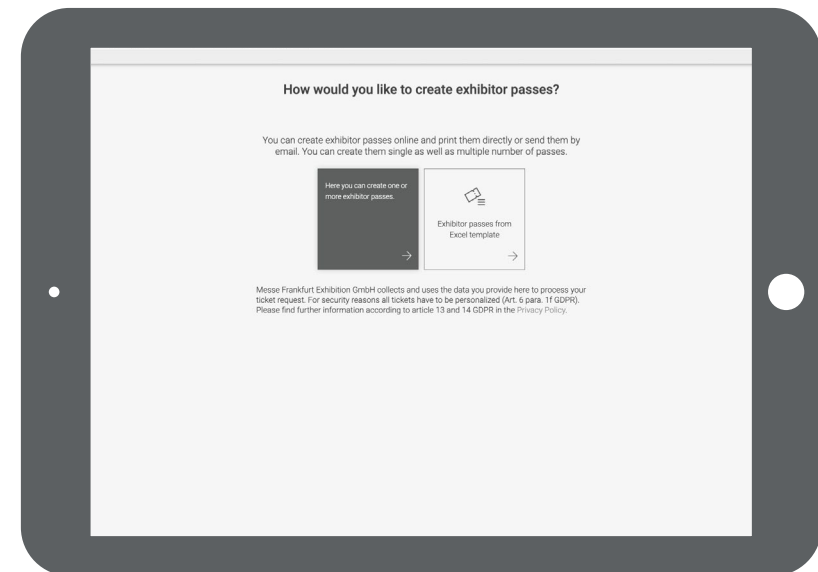 How would you like to create exhibitor passes?
You can create exhibitor passes online and print them directly or send them by
email. You can create them single as well as multiple number of passes.
Here you can create one or
more exhibitor passes.
Exhibitor passes from
Excel template
Messe Frankfurt Exhibition GmbH collects and uses the data you provide here to process your
ticket request. For security reasons all tickets have to be personalized (Art. 6 para. 1f GDPR).
Please find further information according to article 13 and 14 GDPR in the Privacy Policy.